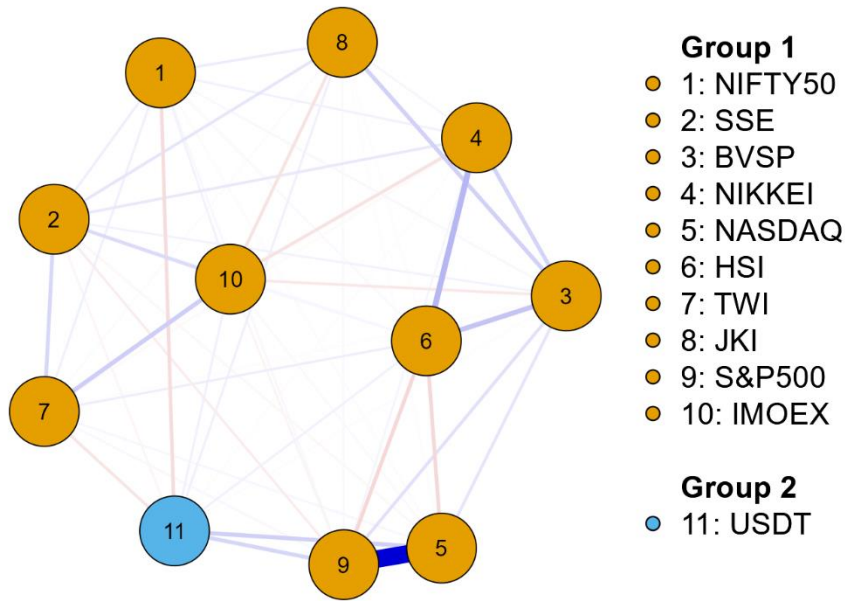 8
1
4
2
10
3
6
7
11
5
9
Group 1
1: NIFTY50
2: SSE
3: BVSP
4: NIKKEI
5: NASDAQ
6: HSI
7: TWI
8: JKI
9: S&P500
10: IMOEX
Group 2
11: USDT